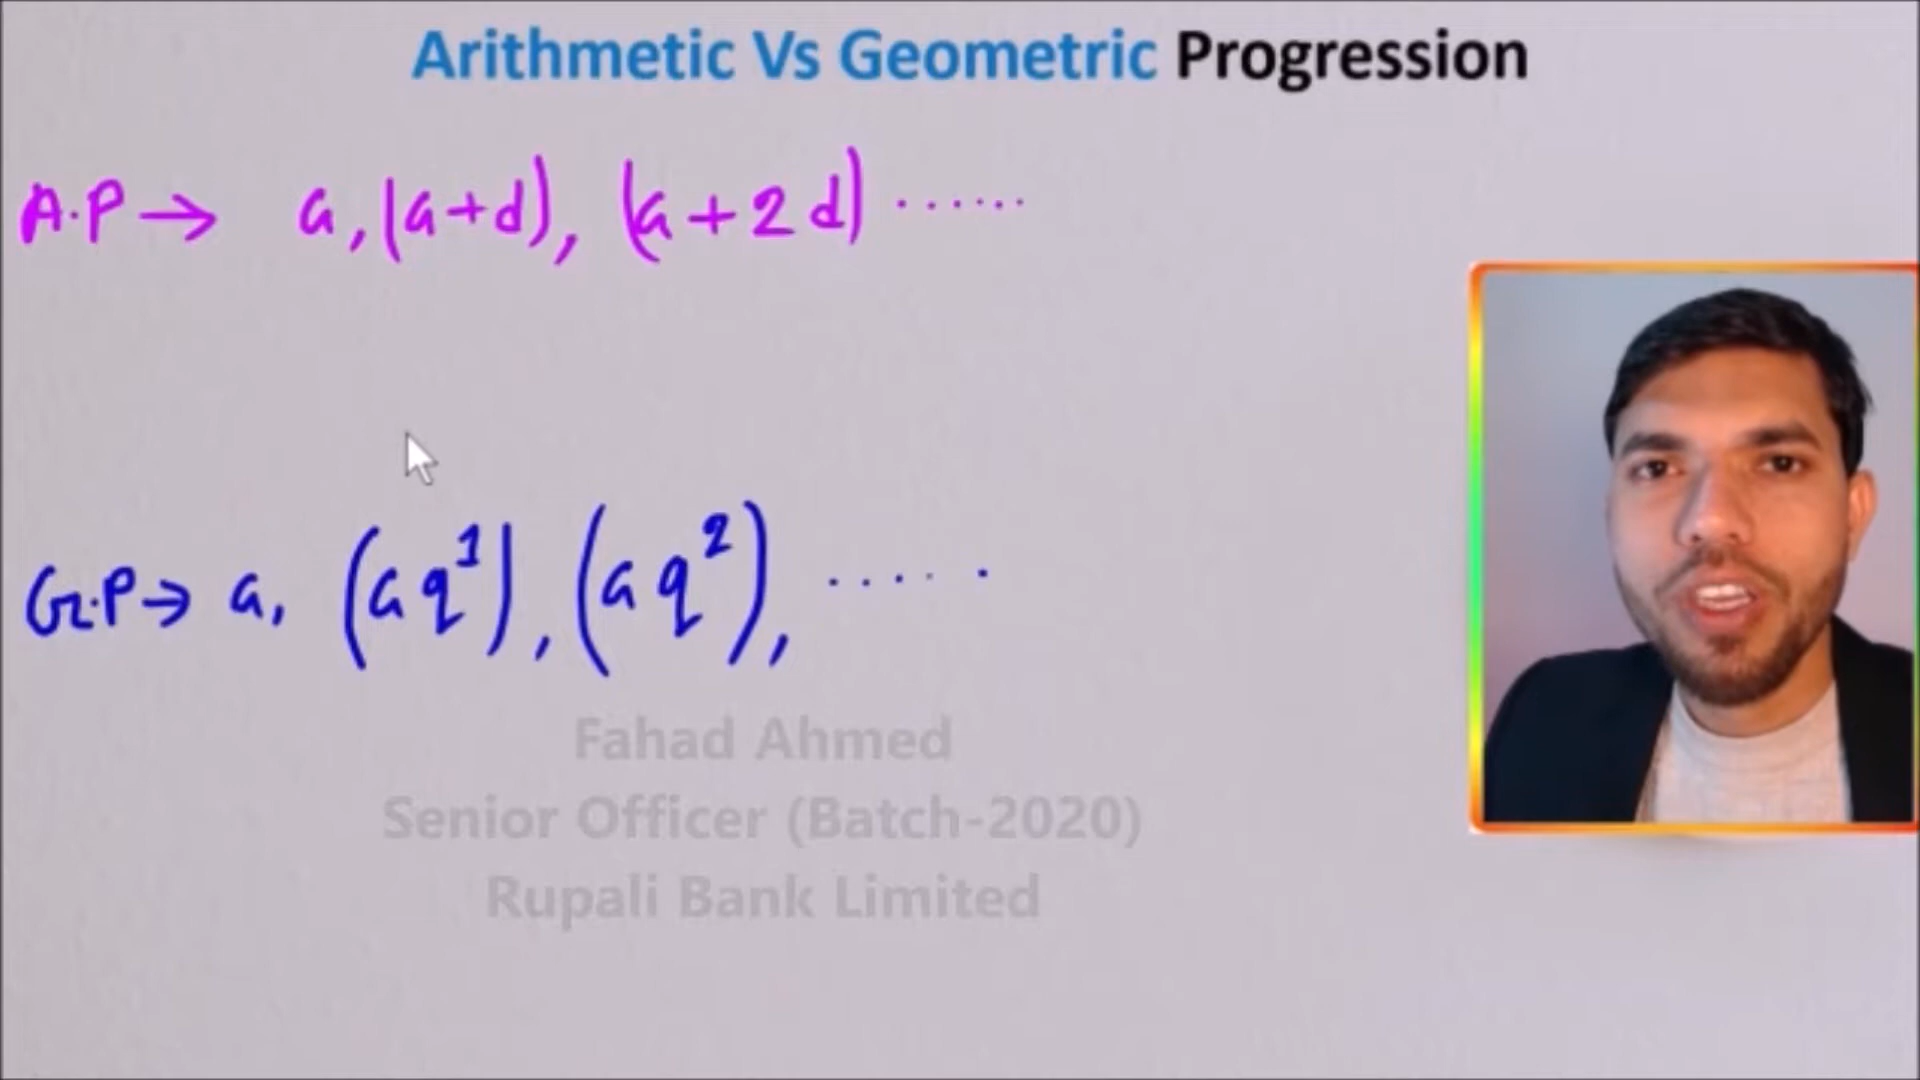 Arithmetic Vs Geometric Progression
A.P → a, (a+d), (a+2d) ......
G.P → a, (aq¹), (aq²), .....
Fahad Ahmed
Senior Officer (Batch-2020)
Rupali Bank Limited